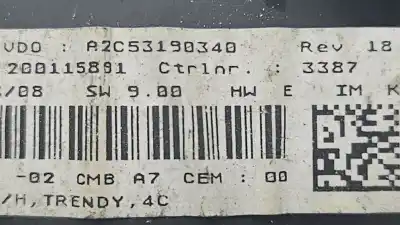 VDO : A2C53190340 Rev 18
200115891 Ctrlnr. : 3387
/08 SW 9.00 HW E IM K
-02 CMB A7 CEM : 00
/H,TRENDY,4C